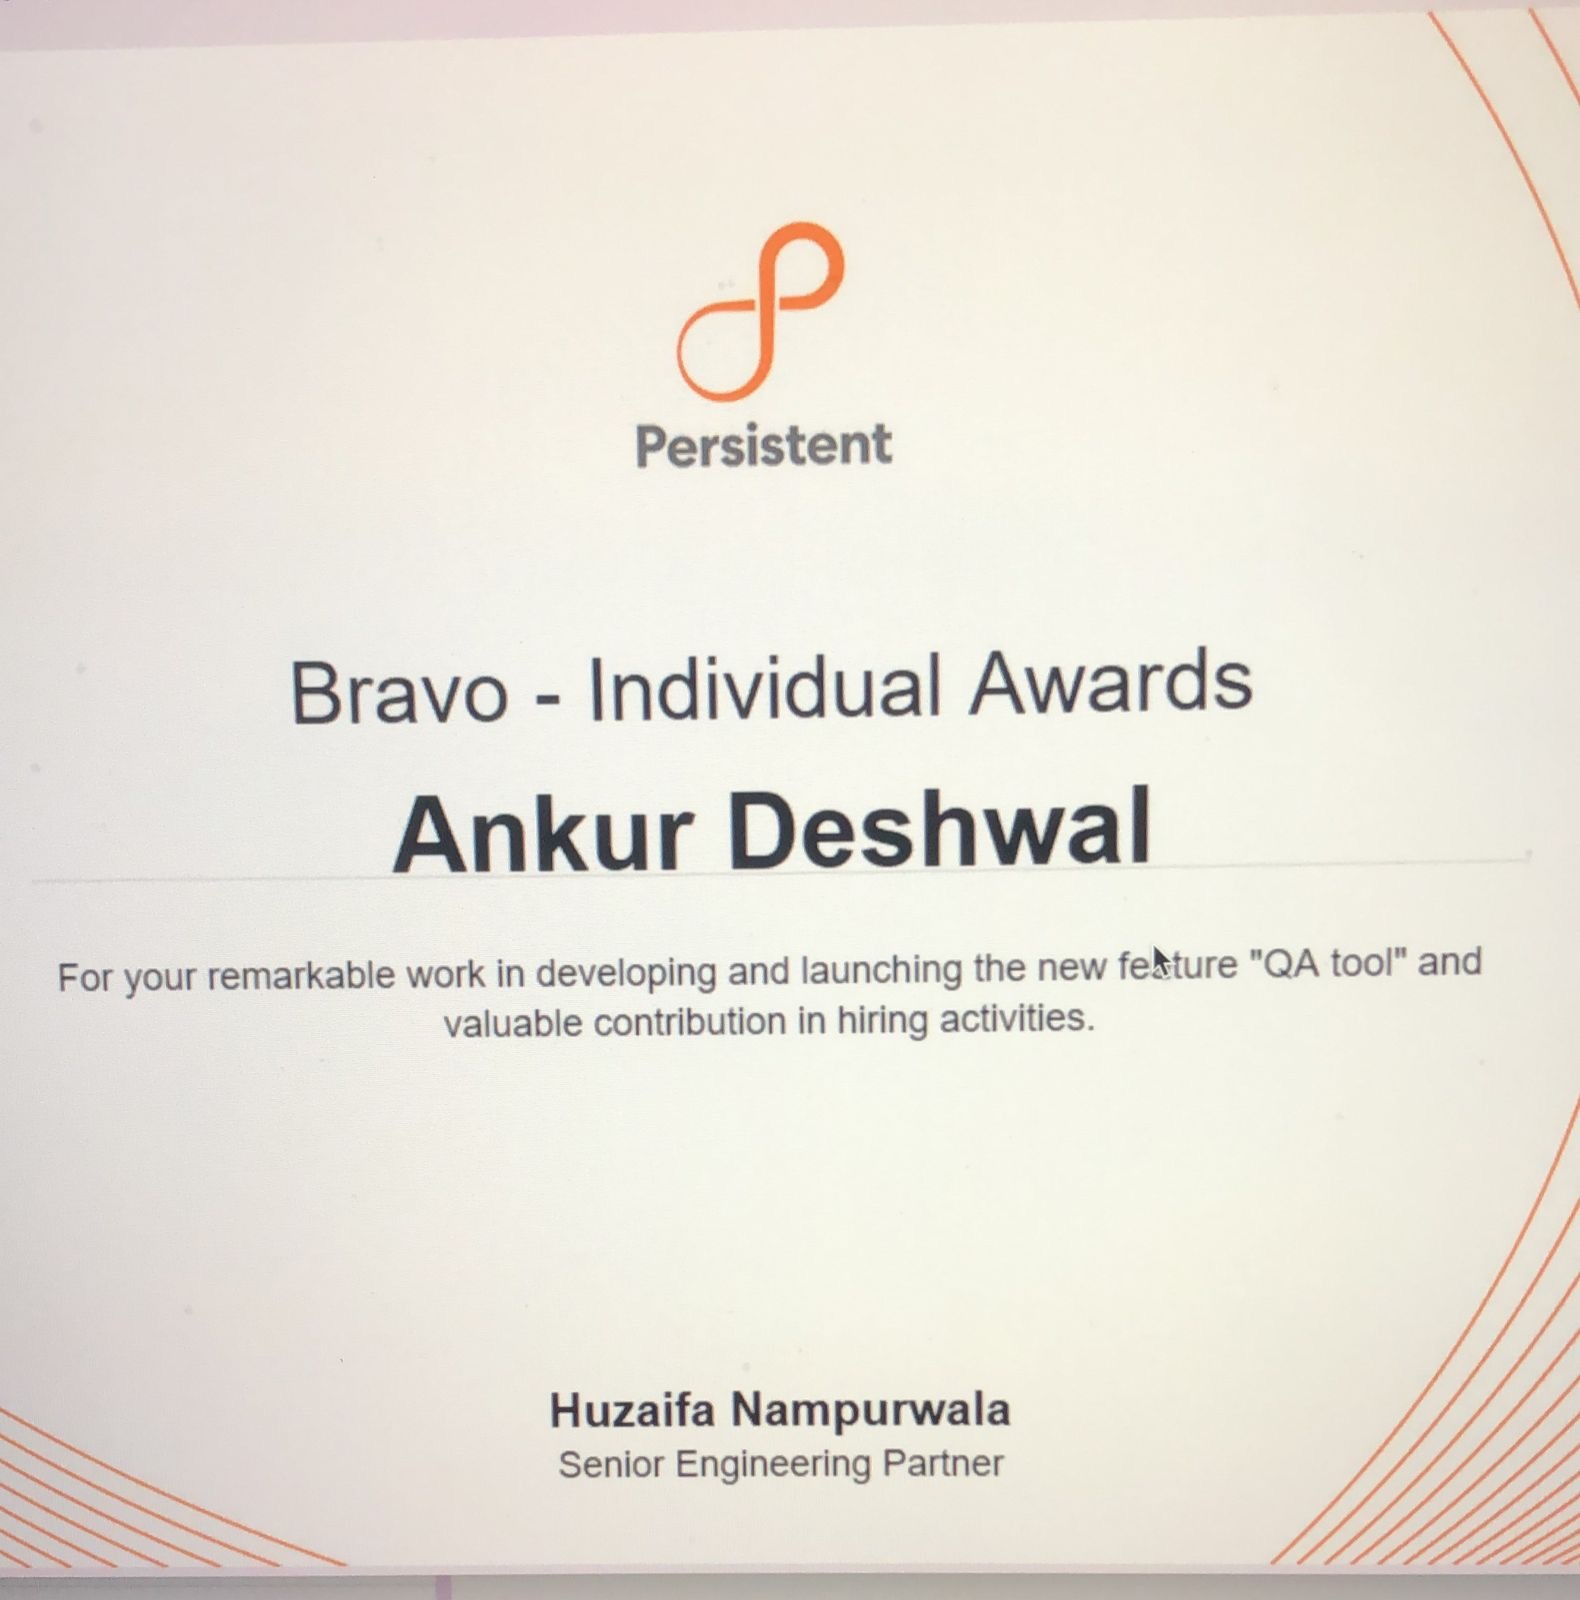 Persistent
Bravo - Individual Awards
Ankur Deshwal
For your remarkable work in developing and launching the new feature "QA tool" and
valuable contribution in hiring activities.
Huzaifa Nampurwala
Senior Engineering Partner